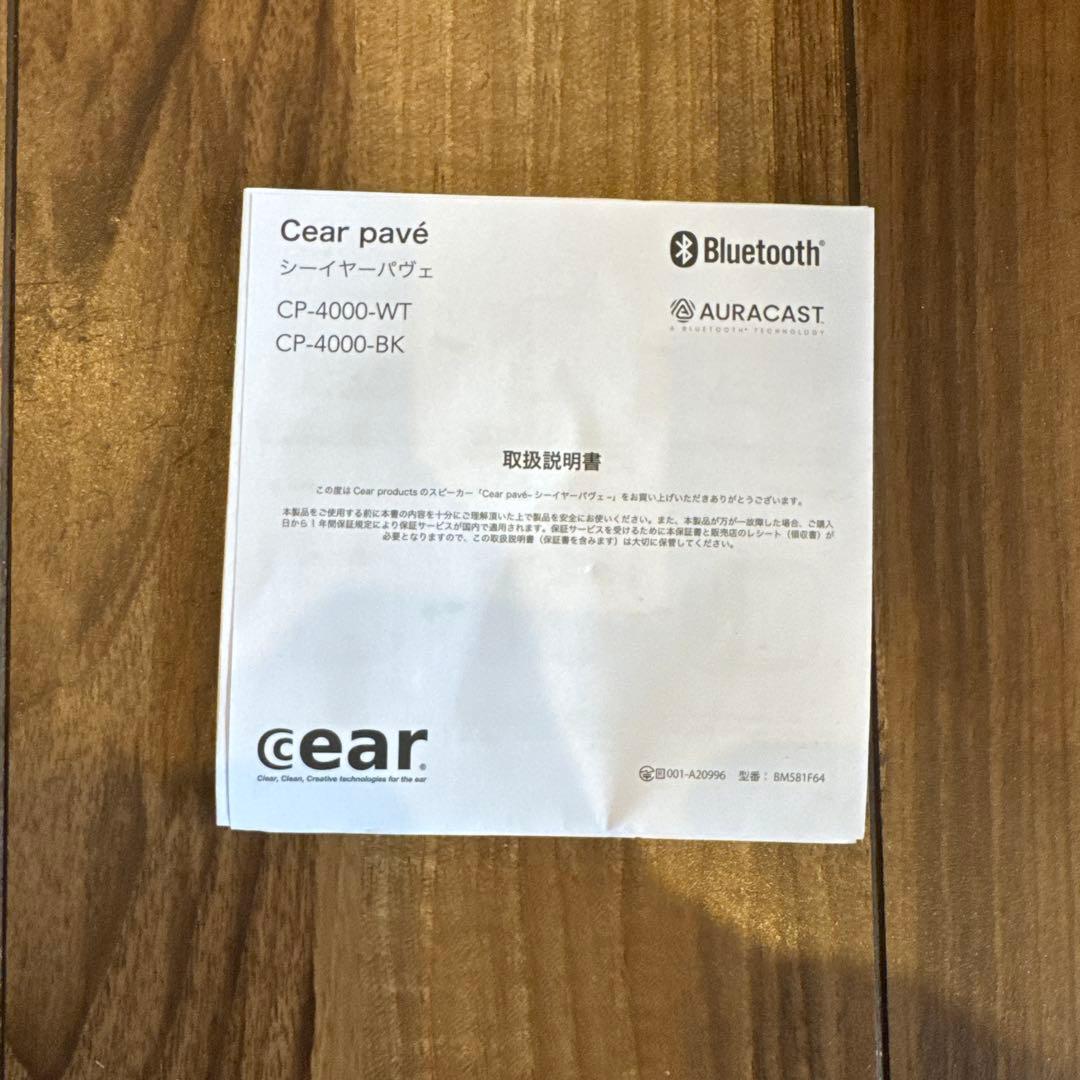 Cear pavé
シーイヤーパヴェ
CP-4000-WT
CP-4000-BK
Bluetooth®
AURACAST™
A BLUETOOTH® TECHNOLOGY
取扱説明書
この度は Cear products のスピーカー「Cear pavé– シーイヤーパヴェ –」をお買い上げいただきありがとうございます。
本製品をご使用する前に本書の内容を十分にご理解頂いた上で製品を安全にお使いください。また、本製品が万が一故障した場合、ご購入
日から1年間保証規定により保証サービスが国内で適用されます。保証サービスを受けるために本保証書と販売店のレシート（領収書）が
必要となりますので、この取扱説明書（保証書を含みます）は大切に保管してください。
ccear®
Clear, Clean, Creative technologies for the ear
R 001-A20996 型番：BM581F64